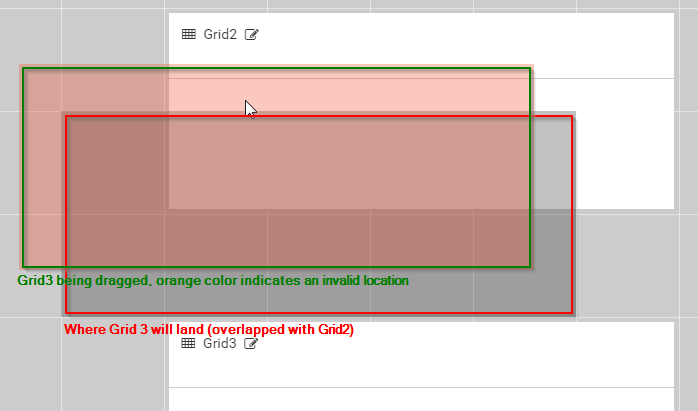 Grid2
Grid3 being dragged, orange color indicates an invalid location
Where Grid 3 will land (overlapped with Grid2)
Grid3